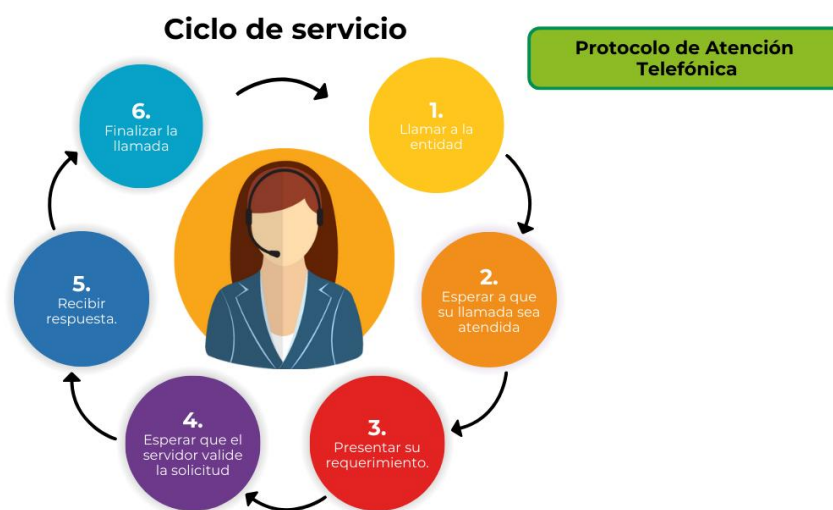 Ciclo de servicio
Protocolo de Atención
Telefónica
1.
Llamar a la
entidad
2.
Esperar a que
su llamada sea
atendida
3.
Presentar su
requerimiento.
4.
Esperar que el
servidor valide
la solicitud
5.
Recibir
respuesta.
6.
Finalizar la
llamada